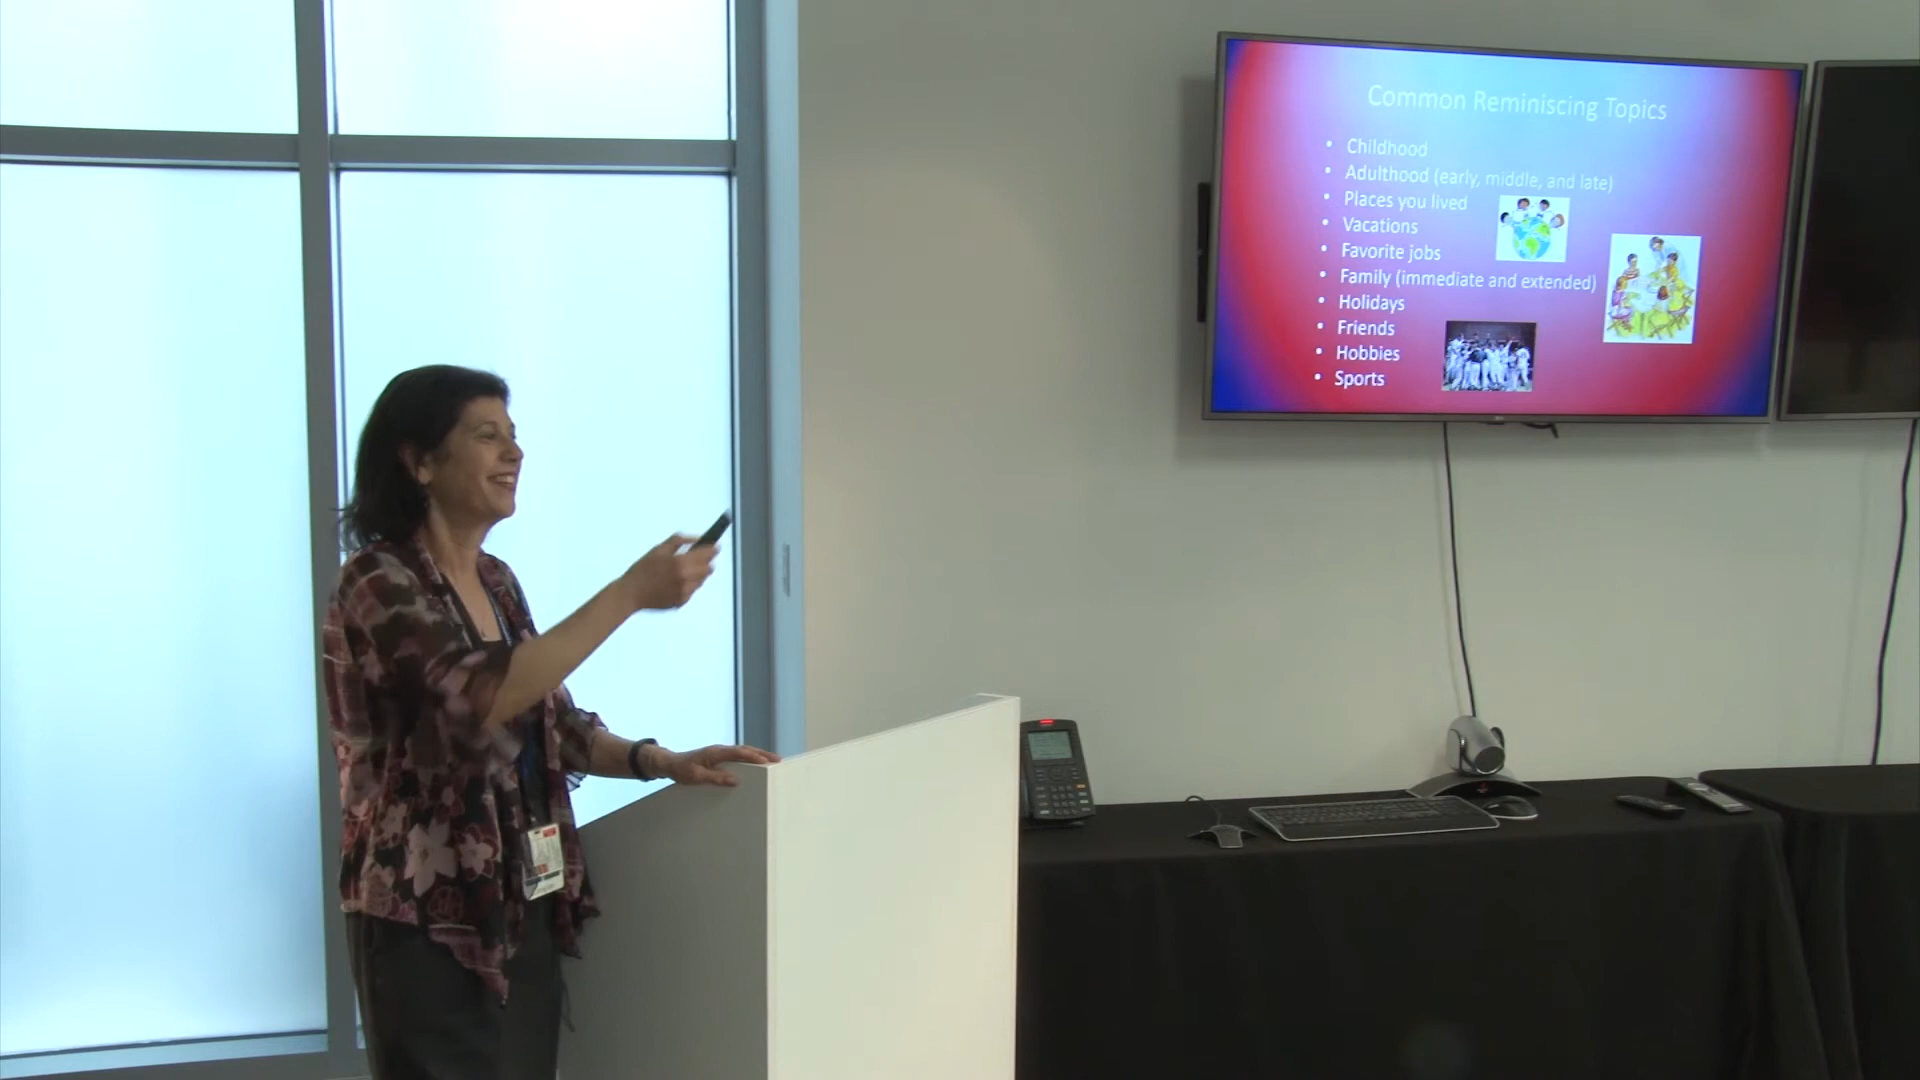 Common Reminiscing Topics
• Childhood
• Adulthood (early, middle, and late)
• Places you lived
• Vacations
• Favorite jobs
• Family (immediate and extended)
• Holidays
• Friends
• Hobbies
• Sports